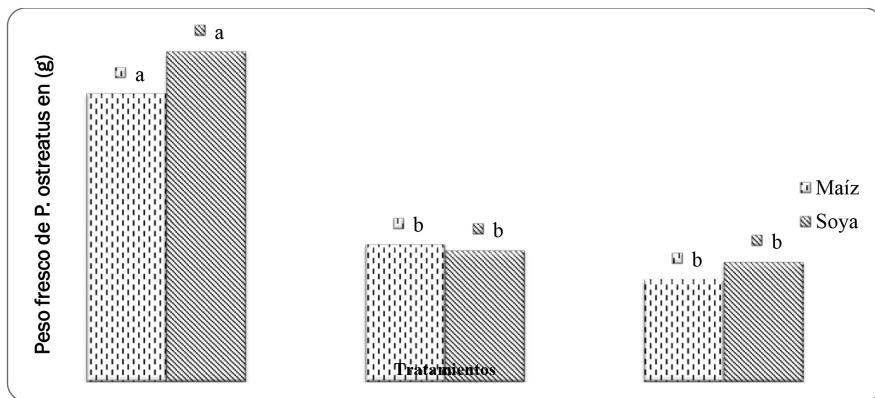 Peso fresco de P. ostreatus en (g)
a
a
b
b
b
b
Maíz
Soya
Tratamientos